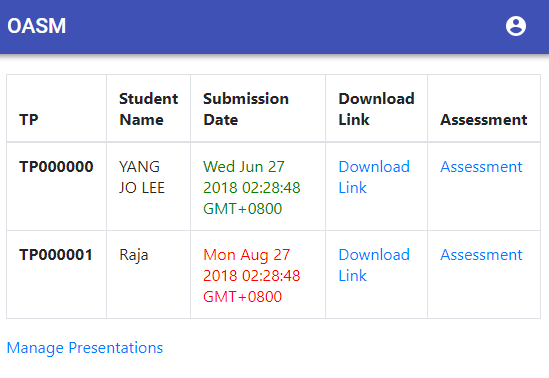 OASM
TP Student Name Submission Date Download Link Assessment
TP000000 YANG JO LEE Wed Jun 27 2018 02:28:48 GMT+0800 Download Link Assessment
TP000001 Raja Mon Aug 27 2018 02:28:48 GMT+0800 Download Link Assessment
Manage Presentations